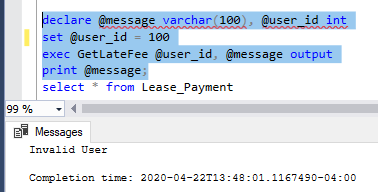 declare @message varchar(100), @user_id int
set @user_id = 100
exec GetLateFee @user_id, @message output
print @message;
select * from Lease_Payment
99 %
Messages
Invalid User
Completion time: 2020-04-22T13:48:01.1167490-04:00